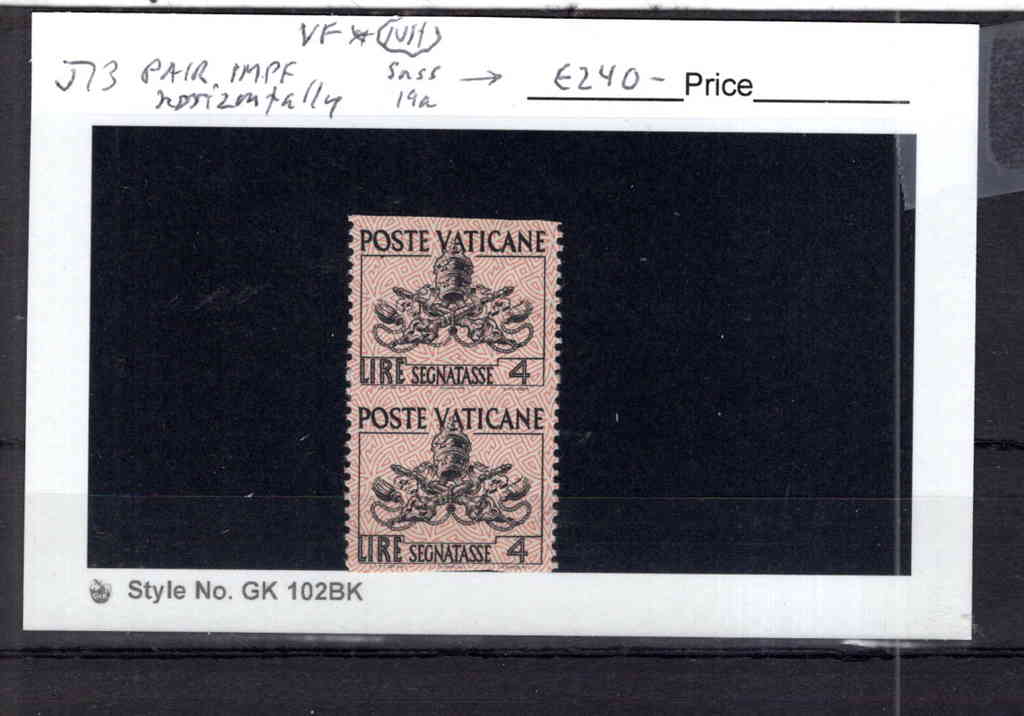 VF * NH
J73 PAIR IMPF Sass → €240- Price
horizontally 19a
POSTE VATICANE
LIRE SEGNATASSE 4
POSTE VATICANE
LIRE SEGNATASSE 4
Style No. GK 102BK